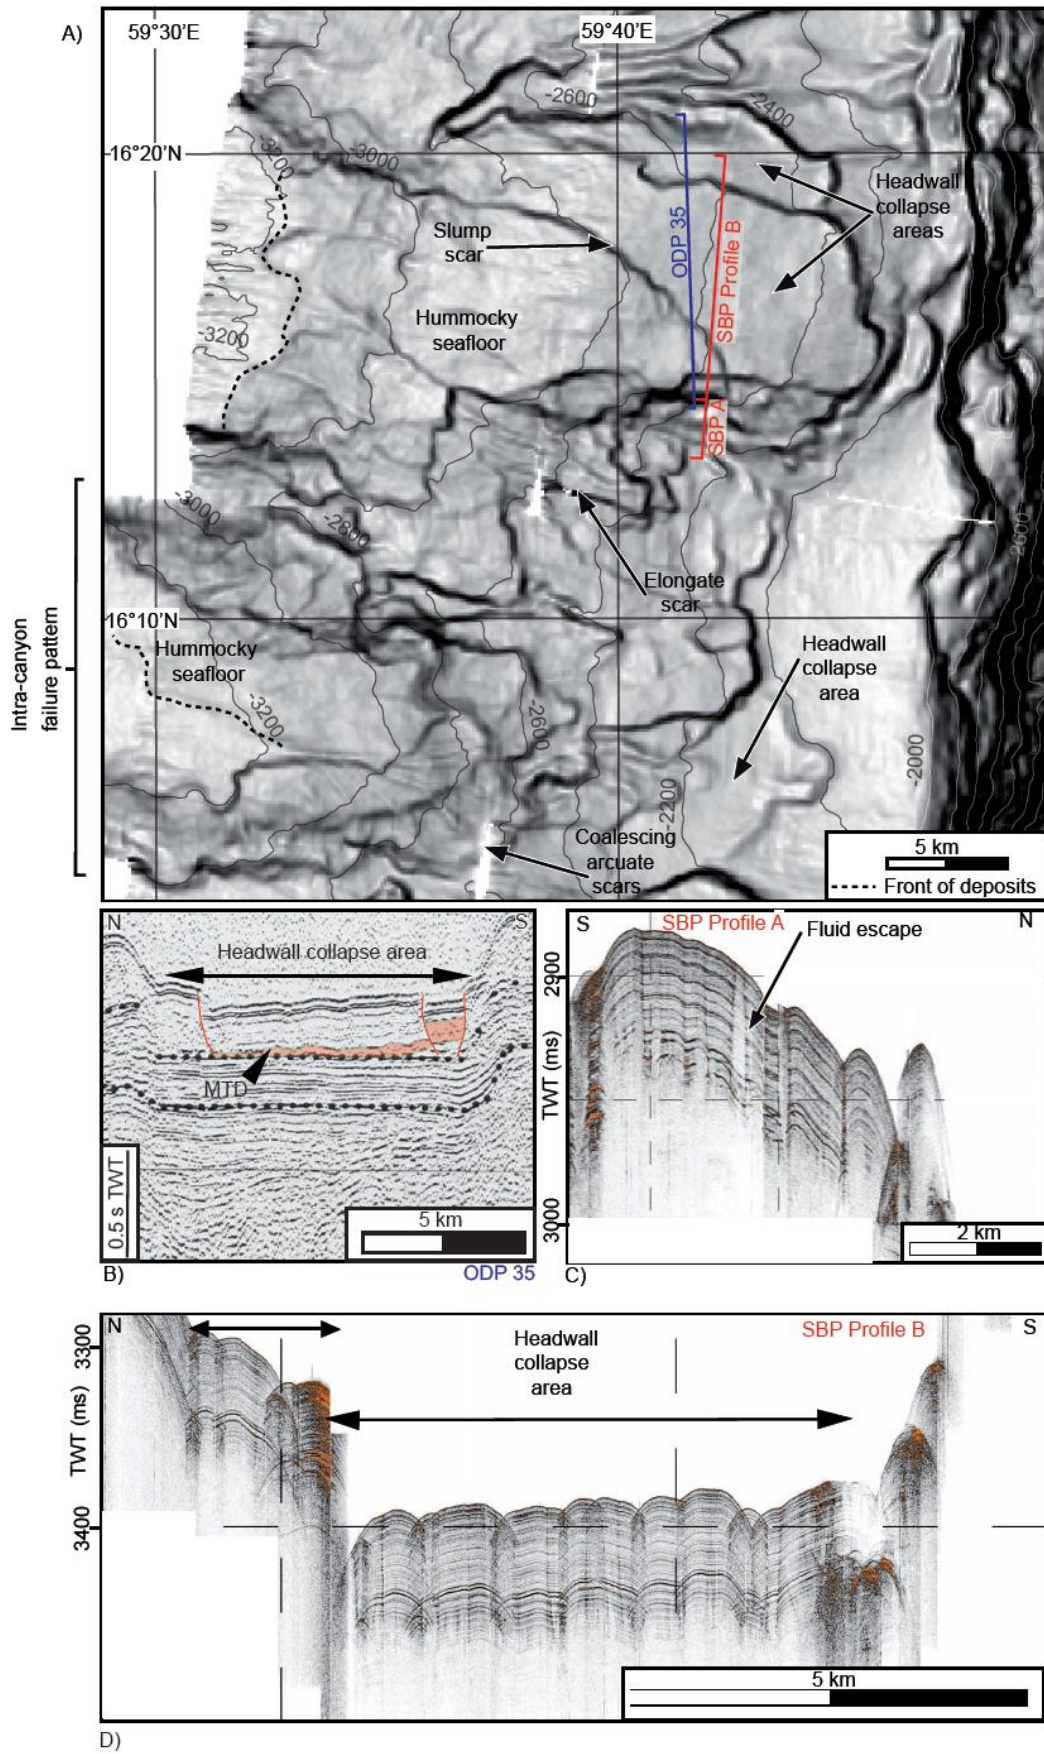 A)
59°30'E
59°40'E
-2600
-2400
-3200
-3000
16°20'N
Headwall
collapse
areas
ODP 35
SBP Profile B
Slump
scar
Hummocky
seafloor
-3200
SBP A
-3000
-2800
2600
Elongate
scar
Intra-canyon
failure pattern
16°10'N
Hummocky
seafloor
Headwall
collapse
area
-3200
-2600
-2000
-2200
Coalescing
arcuate
scars
5 km
Front of deposits
N
S
Headwall collapse area
MTD
0.5 s TWT
5 km
B)
ODP 35
S
SBP Profile A
N
Fluid escape
2900
TWT (ms)
3000
2 km
C)
N
Headwall
collapse
area
SBP Profile B
S
3300
TWT (ms)
3400
5 km
D)